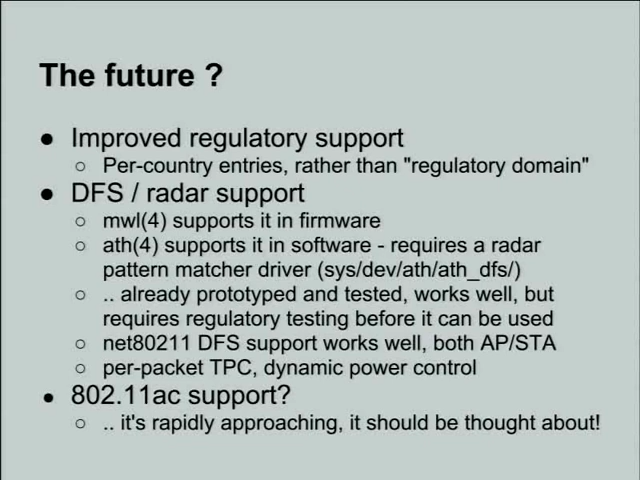 The future ?
● Improved regulatory support
○ Per-country entries, rather than "regulatory domain"
● DFS / radar support
○ mwl(4) supports it in firmware
○ ath(4) supports it in software - requires a radar
pattern matcher driver (sys/dev/ath/ath_dfs/)
○ .. already prototyped and tested, works well, but
requires regulatory testing before it can be used
○ net80211 DFS support works well, both AP/STA
○ per-packet TPC, dynamic power control
● 802.11ac support?
○ .. it's rapidly approaching, it should be thought about!